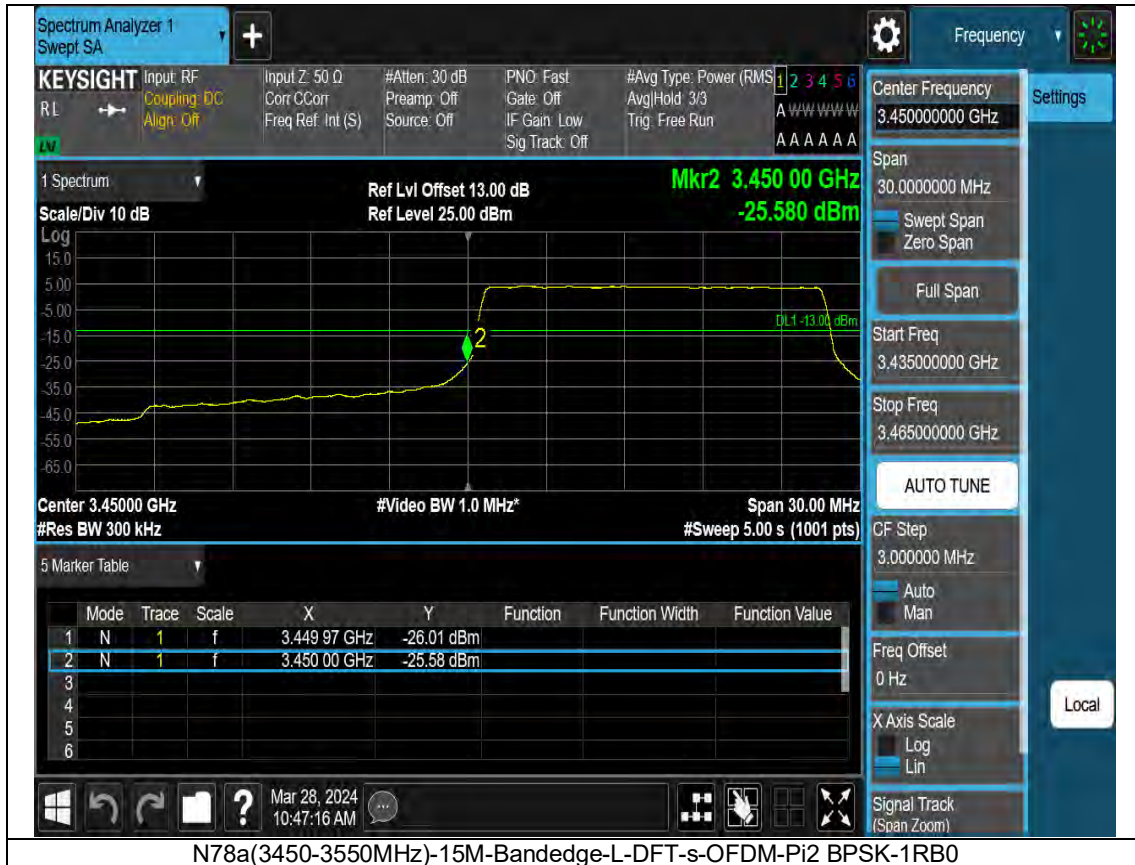 Spectrum Analyzer 1
Swept SA
Frequency
KEYSIGHT
RL
LNI
Input: RF
Coupling: DC
Align: Off
Input Z: 50 Ω
Corr CCorr
Freq Ref: Int (S)
#Atten: 30 dB
Preamp: Off
Source: Off
PNO: Fast
Gate: Off
IF Gain: Low
Sig Track: Off
#Avg Type: Power (RMS
Avg|Hold: 3/3
Trig: Free Run
1 2 3 4 5 6
A W W W W W
A A A A A A
1 Spectrum
Scale/Div 10 dB
Ref Lvl Offset 13.00 dB
Ref Level 25.00 dBm
Mkr2 3.450 00 GHz
-25.580 dBm
Log
15.0
5.00
-5.00
-15.0
-25.0
-35.0
-45.0
-55.0
-65.0
2
DL1 -13.00 dBm
Center 3.45000 GHz
#Video BW 1.0 MHz*
Span 30.00 MHz
#Res BW 300 kHz
#Sweep 5.00 s (1001 pts)
5 Marker Table
Mode Trace Scale X Y Function Function Width Function Value
1 N 1 f 3.449 97 GHz -26.01 dBm
2 N 1 f 3.450 00 GHz -25.58 dBm
3
4
5
6
Mar 28, 2024
10:47:16 AM
Center Frequency
3.450000000 GHz
Settings
Span
30.0000000 MHz
Swept Span
Zero Span
Full Span
Start Freq
3.435000000 GHz
Stop Freq
3.465000000 GHz
AUTO TUNE
CF Step
3.000000 MHz
Auto
Man
Freq Offset
0 Hz
Local
X Axis Scale
Log
Lin
Signal Track
(Span Zoom)
N78a(3450-3550MHz)-15M-Bandedge-L-DFT-s-OFDM-Pi2 BPSK-1RB0